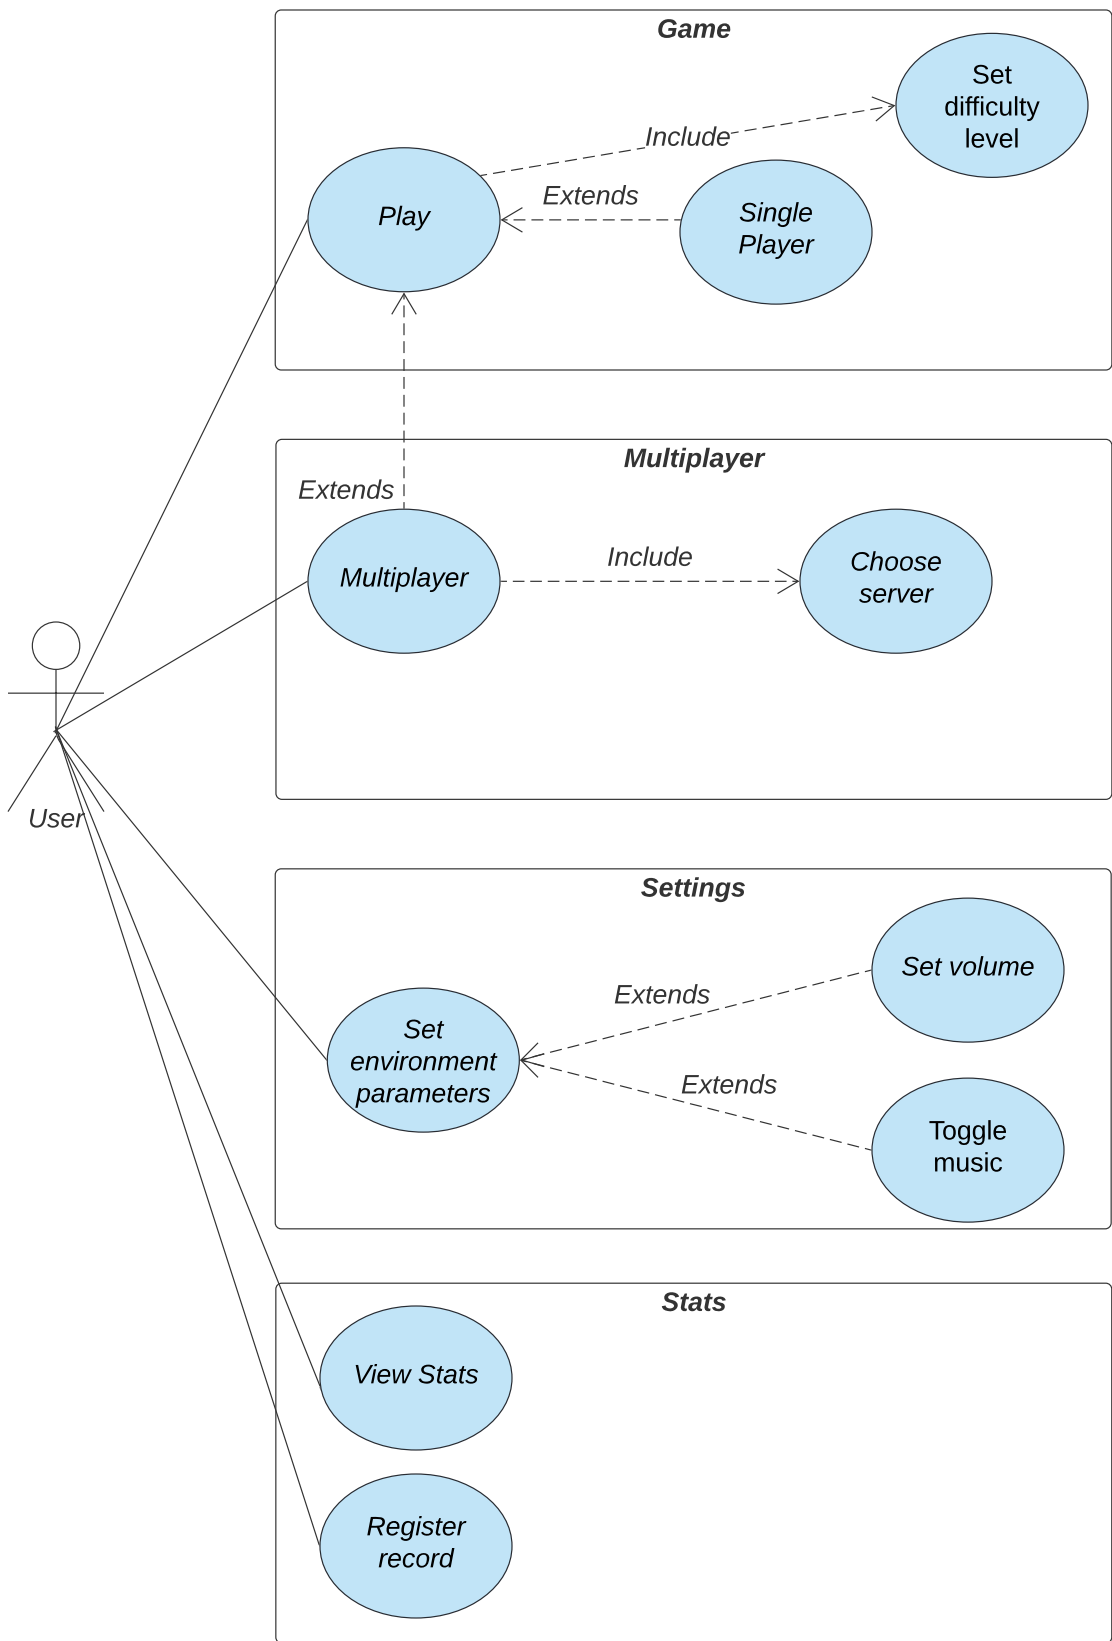 Game
Set
difficulty
level
Include
Play
Extends
Single
Player
Multiplayer
Extends
Multiplayer
Include
Choose
server
User
Settings
Set volume
Extends
Set
environment
parameters
Extends
Toggle
music
Stats
View Stats
Register
record